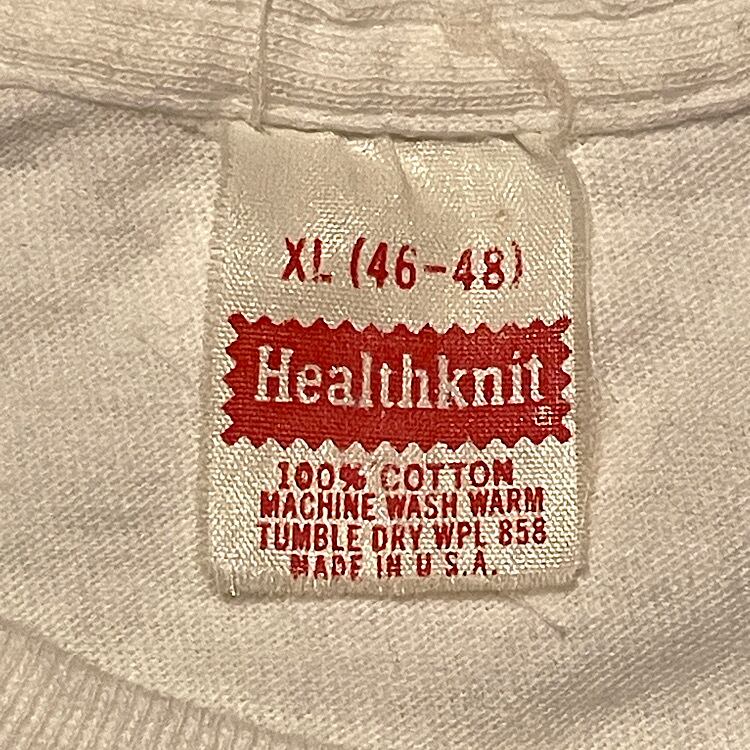 XL (46-48)
Healthknit
®
100% COTTON
MACHINE WASH WARM
TUMBLE DRY WPL 858
MADE IN U S.A.